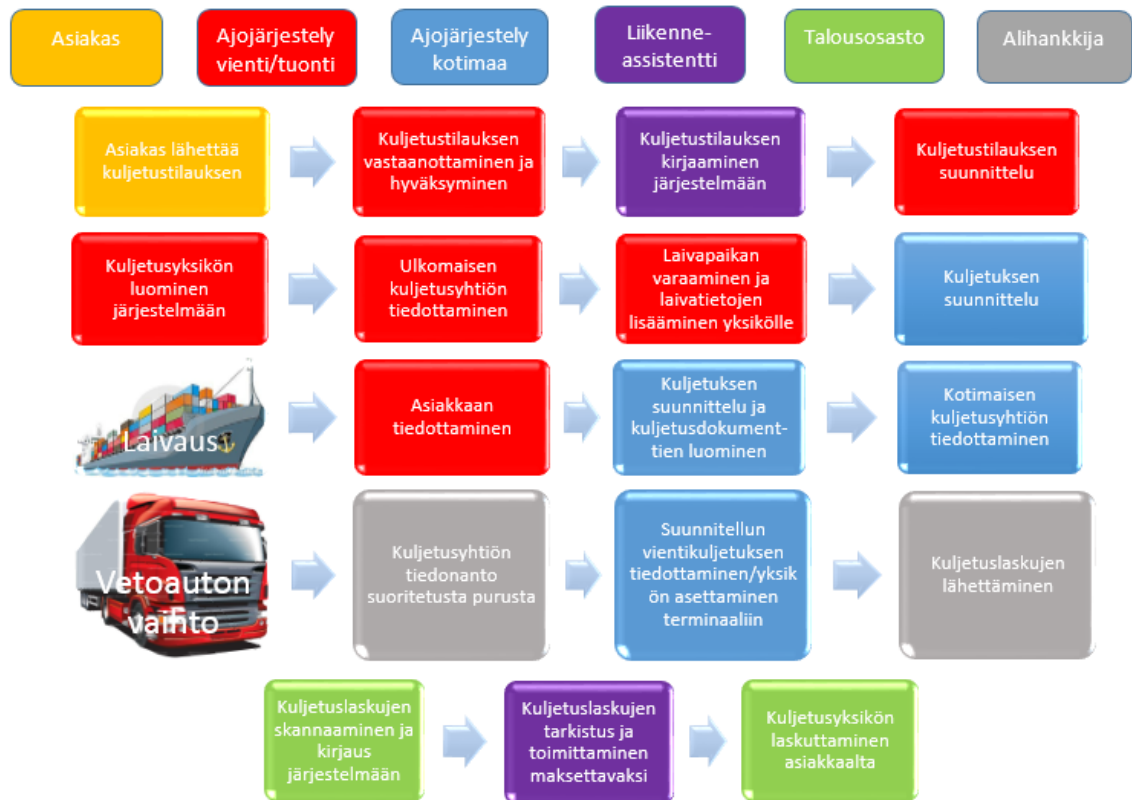 Asiakas
Ajojärjestely
vienti/tuonti
Ajojärjestely
kotimaa
Liikenne-
assistentti
Talousosasto
Alihankkija
Asiakas lähettää
kuljetustilauksen
Kuljetustilauksen
vastaanottaminen ja
hyväksyminen
Kuljetustilauksen
kirjaaminen
järjestelmään
Kuljetustilauksen
suunnittelu
Kuljetusyksikön
luominen
järjestelmään
Ulkomaisen
kuljetusyhtiön
tiedottaminen
Laivapaikan
varaaminen ja
laivatietojen
lisääminen yksikölle
Kuljetuksen
suunnittelu
Laivaus
Asiakkaan
tiedottaminen
Kuljetuksen
suunnittelu ja
kuljetusdokument-
tien luominen
Kotimaisen
kuljetusyhtiön
tiedottaminen
Vetoauton
vaihto
Kuljetusyhtiön
tiedonanto
suoritetusta purusta
Suunnitellun
vientikuljetuksen
tiedottaminen/yksik
ön asettaminen
terminaaliin
Kuljetuslaskujen
lähettäminen
Kuljetuslaskujen
skannaaminen ja
kirjaus
järjestelmään
Kuljetuslaskujen
tarkistus ja
toimittaminen
maksettavaksi
Kuljetusyksikön
laskuttaminen
asiakkaalta